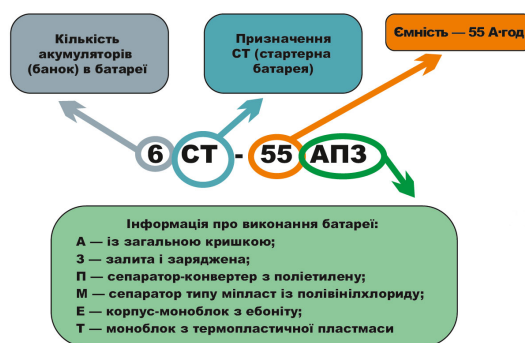 Кількість
акумуляторів
(банок) в батареї
Призначення
СТ (стартерна
батарея)
Ємність — 55 А·год
6 СТ - 55 АПЗ
Інформація про виконання батареї:
А — із загальною кришкою;
З — залита і заряджена;
П — сепаратор-конвертер з поліетилену;
М — сепаратор типу міпласт із полівінілхлориду;
Е — корпус-моноблок з ебоніту;
Т — моноблок з термопластичної пластмаси